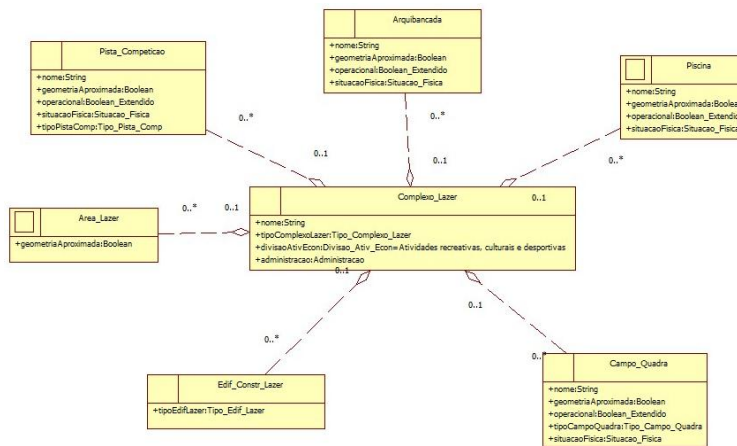 Arquibancada
+nome:String
+geometriaAproximada:Boolean
+operacional:Boolean_Extendido
+situacaoFisica:Situacao_Fisica
Pista_Competicao
+nome:String
+geometriaAproximada:Boolean
+operacional:Boolean_Extendido
+situacaoFisica:Situacao_Fisica
+tipoPistaComp:Tipo_Pista_Comp
Piscina
+nome:String
+geometriaAproximada:Boolean
+operacional:Boolean_Extendid
+situacaoFisica:Situacao_Fisica
0..*
0..*
0..*
0..1
0..1
0..1
Complexo_Lazer
+nome:String
+tipoComplexoLazer:Tipo_Complexo_Lazer
+divisaoAtivEcon:Divisao_Ativ_Econ=Atividades recreativas, culturais e desportivas
+administracao:Administracao
Area_Lazer
+geometriaAproximada:Boolean
0..*
0..1
0..1
0..1
0..*
0..*
Edif_Constr_Lazer
+tipoEdifLazer:Tipo_Edif_Lazer
Campo_Quadra
+nome:String
+geometriaAproximada:Boolean
+operacional:Boolean_Extendido
+tipoCampoQuadra:Tipo_Campo_Quadra
+situacaoFisica:Situacao_Fisica